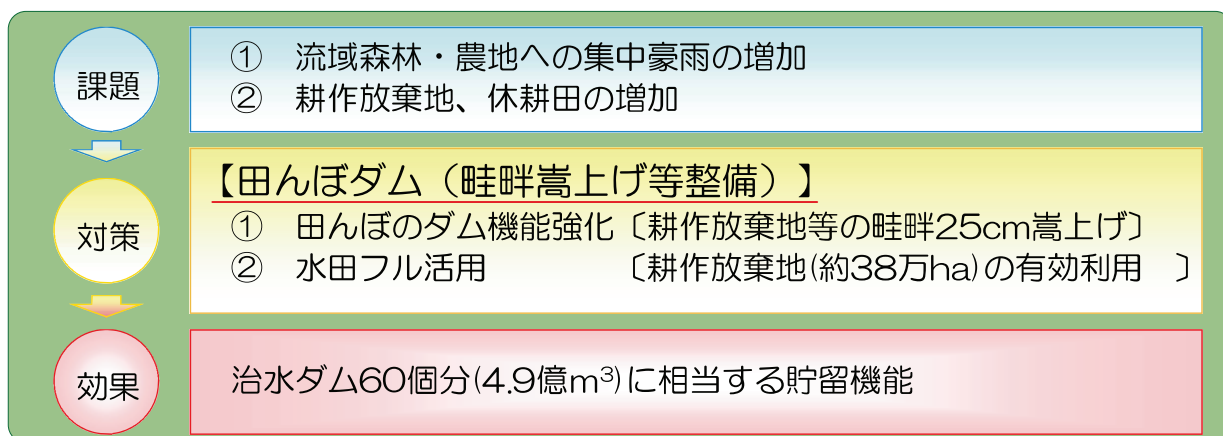 課題
① 流域森林・農地への集中豪雨の増加
② 耕作放棄地、休耕田の増加
対策
【田んぼダム（畦畔嵩上げ等整備）】
① 田んぼのダム機能強化〔耕作放棄地等の畦畔25cm嵩上げ〕
② 水田フル活用 〔耕作放棄地(約38万ha)の有効利用 〕
効果
治水ダム60個分(4.9億m³)に相当する貯留機能